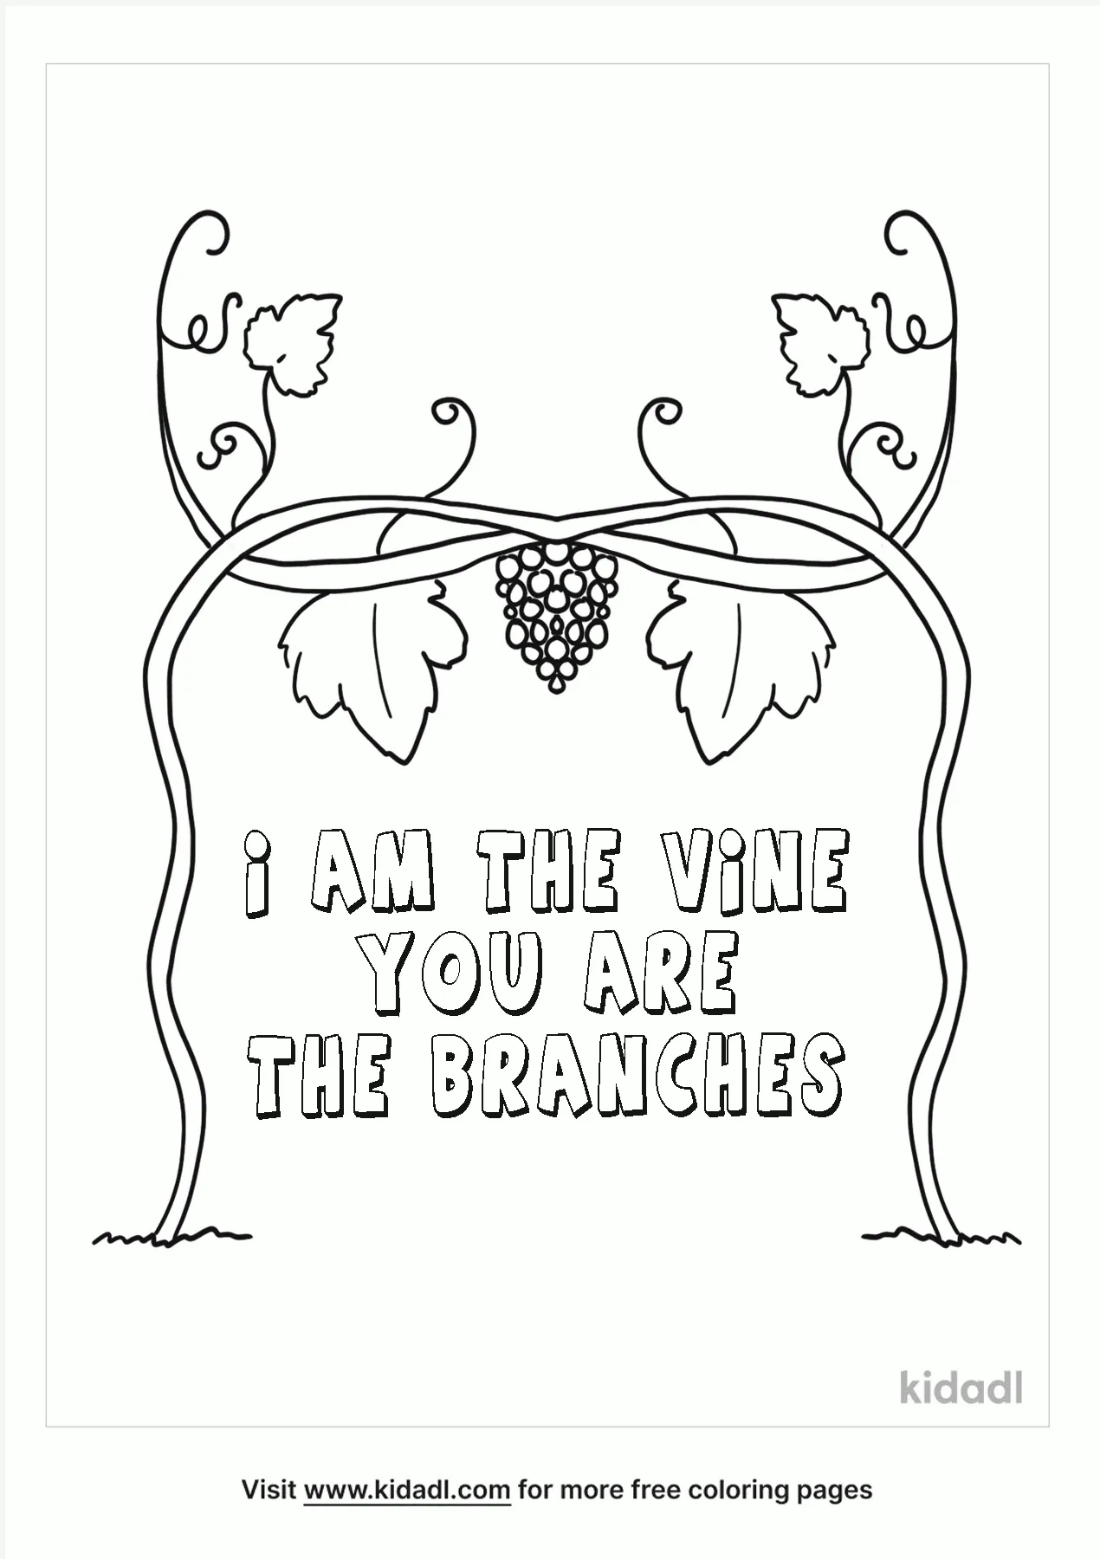 i AM THE ViNE
YOU ARE
THE BRANCHES
kidadl
Visit www.kidadl.com for more free coloring pages